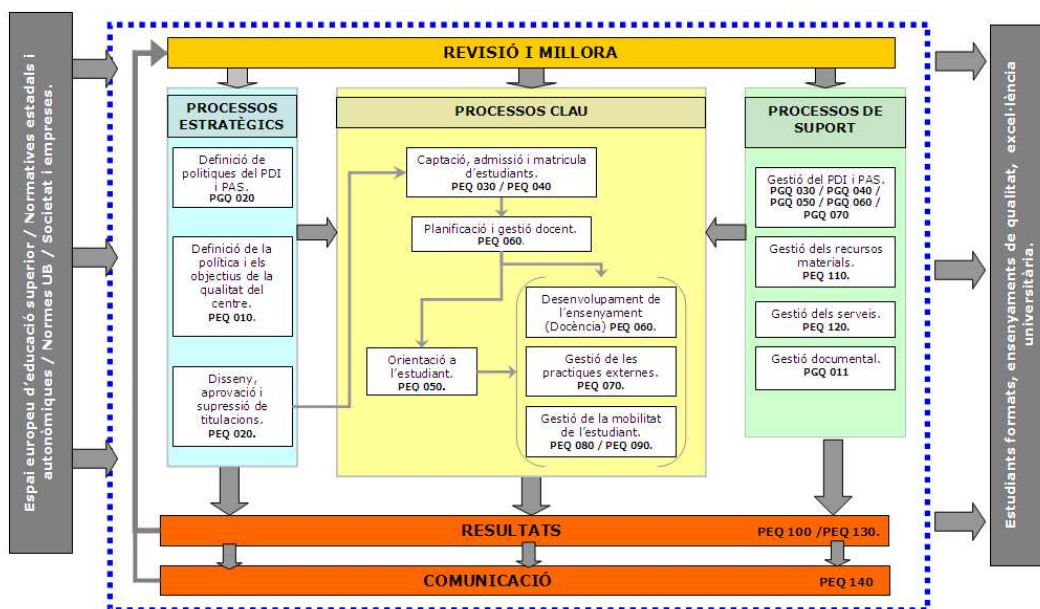 Espai europeu d'educació superior / Normatives estadals i
autonòmiques / Normes UB / Societat i empreses.
REVISIÓ I MILLORA
PROCESSOS
ESTRATÈGICS
Definició de
politiques del PDI
i PAS.
PGQ 020
Definició de la
política i els
objectius de la
qualitat del
centre.
PEQ 010.
Disseny,
aprovació i
supressió de
titulacions.
PEQ 020.
PROCESSOS CLAU
Captació, admissió i matricula
d'estudiants.
PEQ 030 / PEQ 040
Planificació i gestió docent.
PEQ 060.
Desenvolupament de
l'ensenyament
(Docència) PEQ 060.
Orientació a
l'estudiant.
PEQ 050.
Gestió de les
practiques externes.
PEQ 070.
Gestió de la mobilitat
de l'estudiant.
PEQ 080 / PEQ 090.
PROCESSOS DE
SUPORT
Gestió del PDI i PAS.
PGQ 030 / PGQ 040 /
PGQ 050 / PGQ 060 /
PGQ 070
Gestió dels recursos
materials.
PEQ 110.
Gestió dels serveis.
PEQ 120.
Gestió documental.
PGQ 011
RESULTATS
PEQ 100 /PEQ 130.
COMUNICACIÓ
PEQ 140
Estudiants formats, ensenyaments de qualitat, excel·lència
universitària.